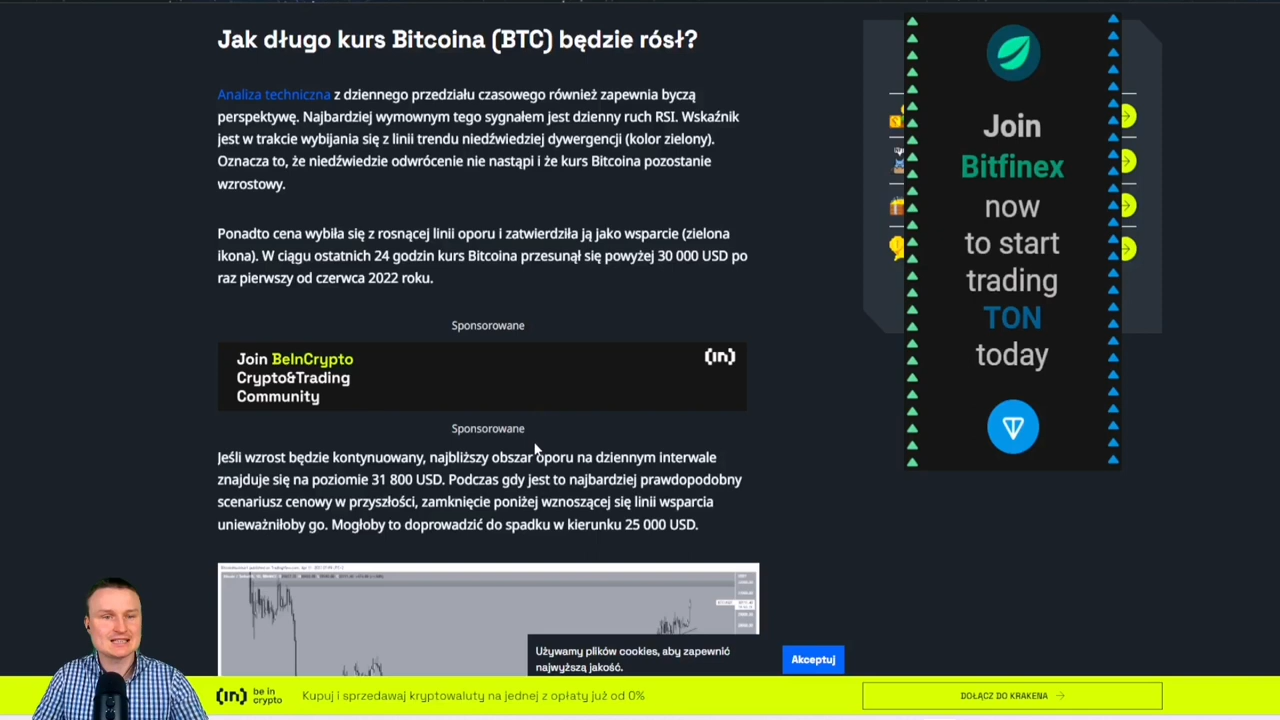 Jak długo kurs Bitcoina (BTC) będzie rósł?
Analiza techniczna z dziennego przedziału czasowego również zapewnia byczą
perspektywę. Najbardziej wymownym tego sygnałem jest dzienny ruch RSI. Wskaźnik
jest w trakcie wybijania się z linii trendu niedźwiedziej dywergencji (kolor zielony).
Oznacza to, że niedźwiedzie odwrócenie nie nastąpi i że kurs Bitcoina pozostanie
wzrostowy.
Ponadto cena wybiła się z rosnącej linii oporu i zatwierdziła ją jako wsparcie (zielona
ikona). W ciągu ostatnich 24 godzin kurs Bitcoina przesunął się powyżej 30 000 USD po
raz pierwszy od czerwca 2022 roku.
Sponsorowane
Join BeInCrypto
Crypto&Trading
Community
(in)
Sponsorowane
Jeśli wzrost będzie kontynuowany, najbliższy obszar oporu na dziennym interwale
znajduje się na poziomie 31 800 USD. Podczas gdy jest to najbardziej prawdopodobny
scenariusz cenowy w przyszłości, zamknięcie poniżej wznoszącej się linii wsparcia
unieważniłoby go. Mogłoby to doprowadzić do spadku w kierunku 25 000 USD.
Join
Bitfinex
now
to start
trading
TON
today
Używamy plików cookies, aby zapewnić
najwyższą jakość.
Akceptuj
(in) be in
crypto
Kupuj i sprzedawaj kryptowaluty na jednej z opłaty już od 0%
DOŁĄCZ DO KRAKENA